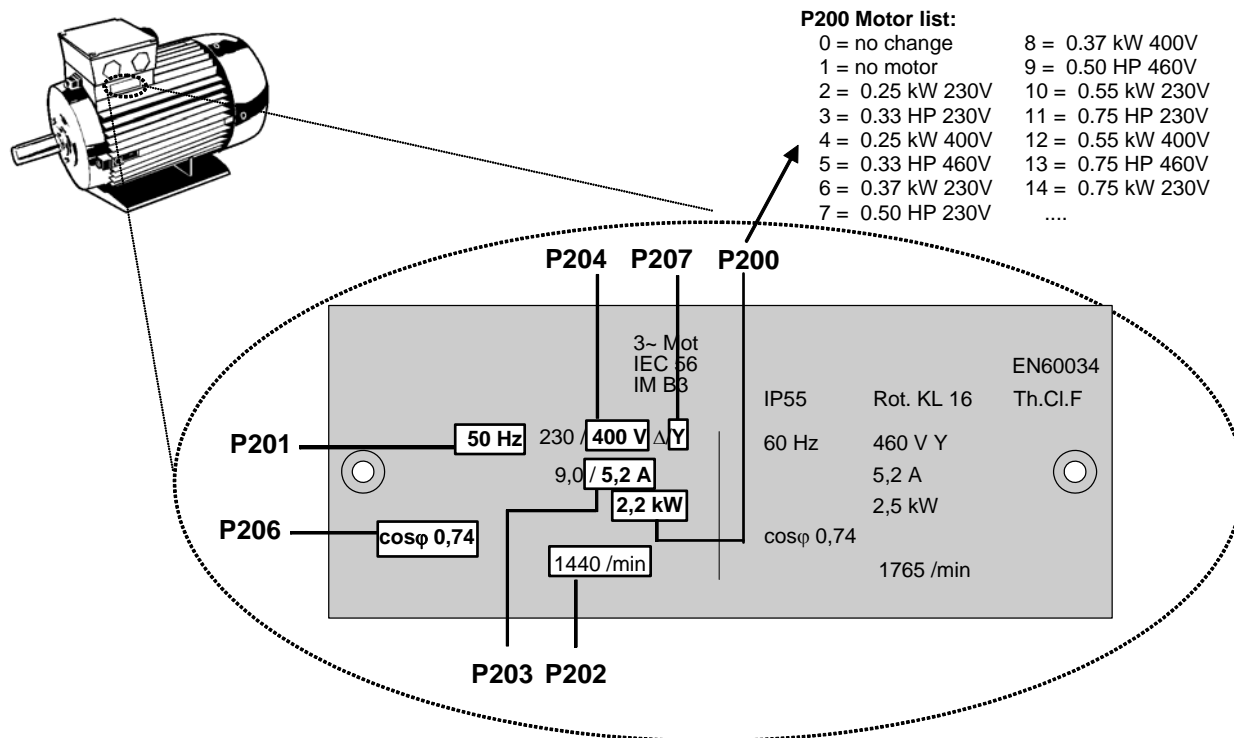 P200 Motor list:
0 = no change
1 = no motor
2 = 0.25 kW 230V
3 = 0.33 HP 230V
4 = 0.25 kW 400V
5 = 0.33 HP 460V
6 = 0.37 kW 230V
7 = 0.50 HP 230V
8 = 0.37 kW 400V
9 = 0.50 HP 460V
10 = 0.55 kW 230V
11 = 0.75 HP 230V
12 = 0.55 kW 400V
13 = 0.75 HP 460V
14 = 0.75 kW 230V
....
P204 P207 P200
3~ Mot
IEC 56
IM B3
EN60034
IP55 Rot. KL 16 Th.Cl.F
P201
50 Hz 230 / 400 V Δ/Y 60 Hz 460 V Y
9,0 / 5,2 A 5,2 A
2,2 kW 2,5 kW
P206
cosφ 0,74 cosφ 0,74
1440 /min 1765 /min
P203 P202